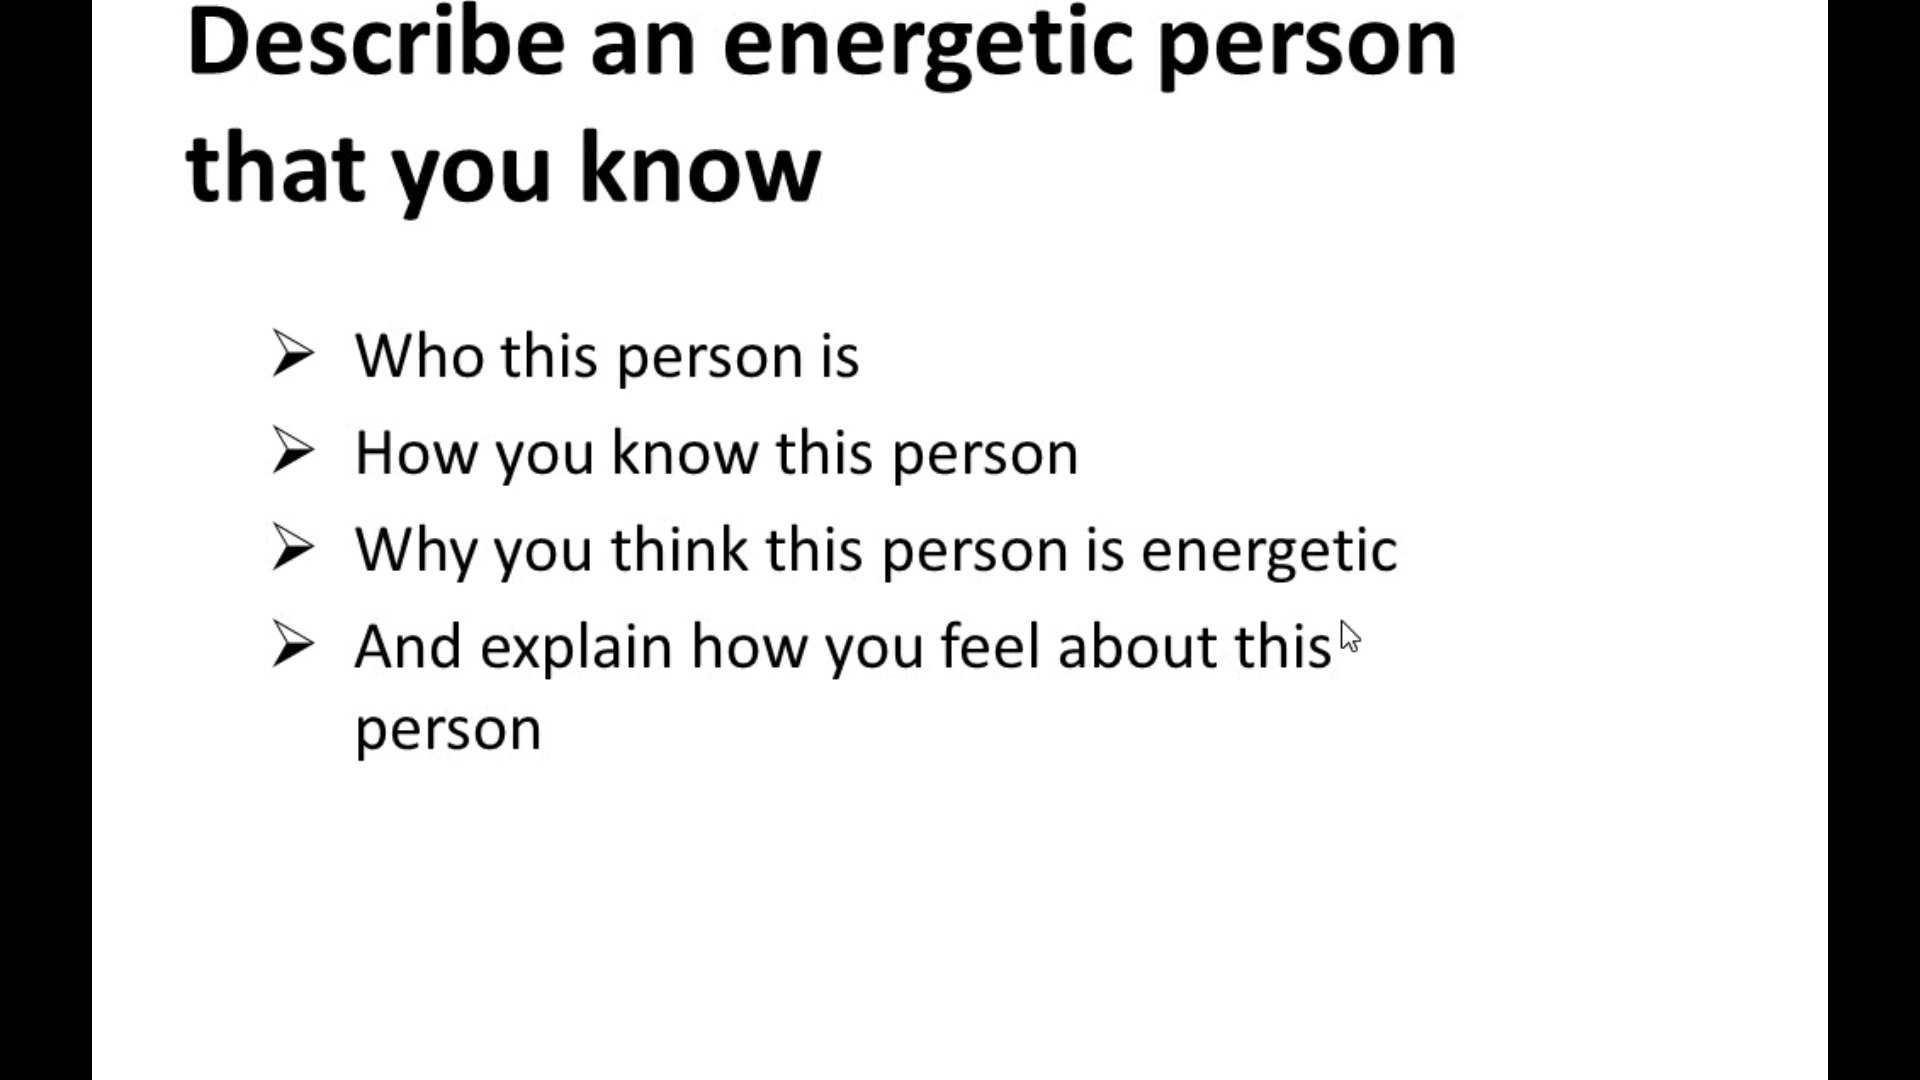 Describe an energetic person
that you know
➢ Who this person is
➢ How you know this person
➢ Why you think this person is energetic
➢ And explain how you feel about this
person